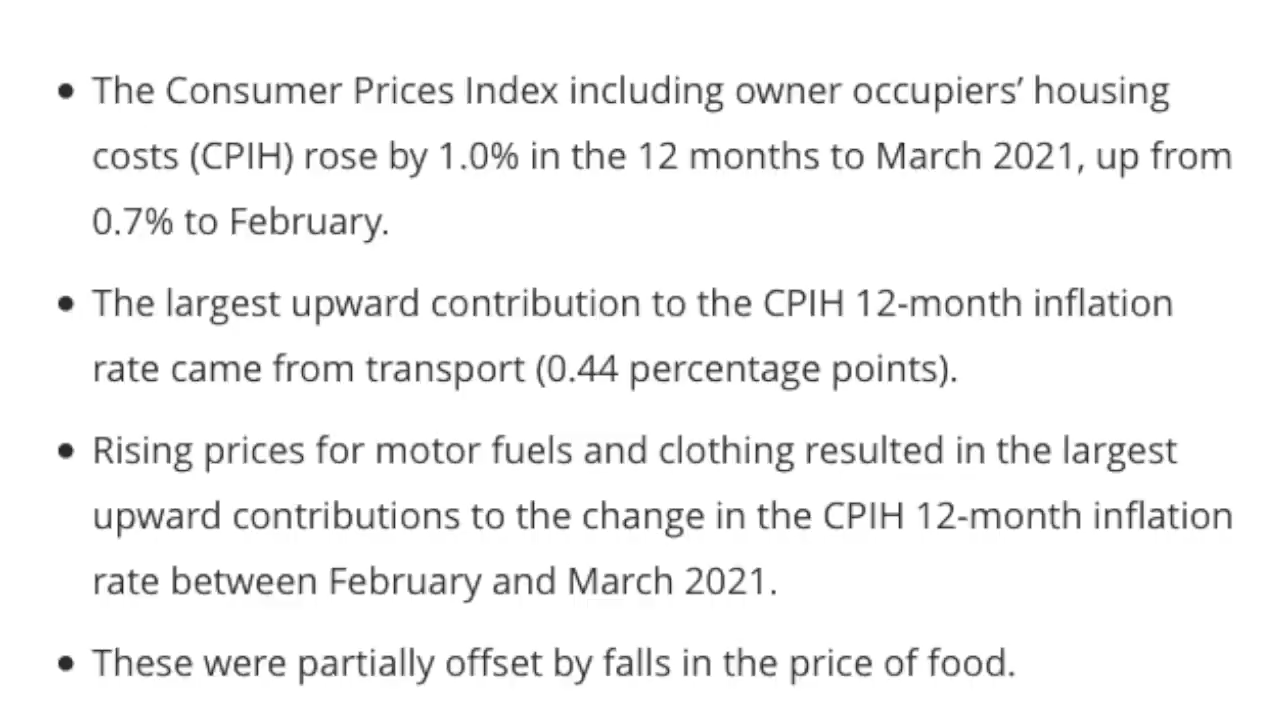 • The Consumer Prices Index including owner occupiers’ housing
costs (CPIH) rose by 1.0% in the 12 months to March 2021, up from
0.7% to February.
• The largest upward contribution to the CPIH 12-month inflation
rate came from transport (0.44 percentage points).
• Rising prices for motor fuels and clothing resulted in the largest
upward contributions to the change in the CPIH 12-month inflation
rate between February and March 2021.
• These were partially offset by falls in the price of food.